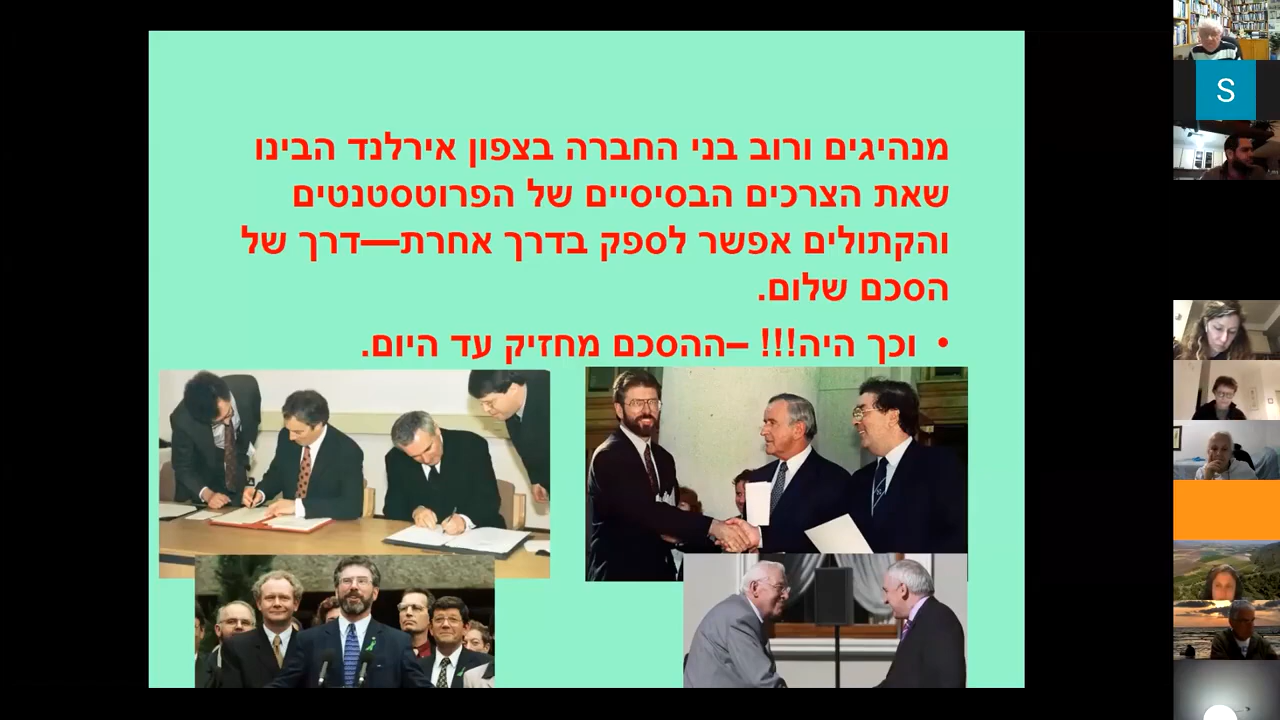 מנהיגים ורוב בני החברה בצפון אירלנד הבינו
שאת הצרכים הבסיסיים של הפרוטסטנטים
והקתולים אפשר לספק בדרך אחרת—דרך של
הסכם שלום.
• וכך היה!!! –ההסכם מחזיק עד היום.
S